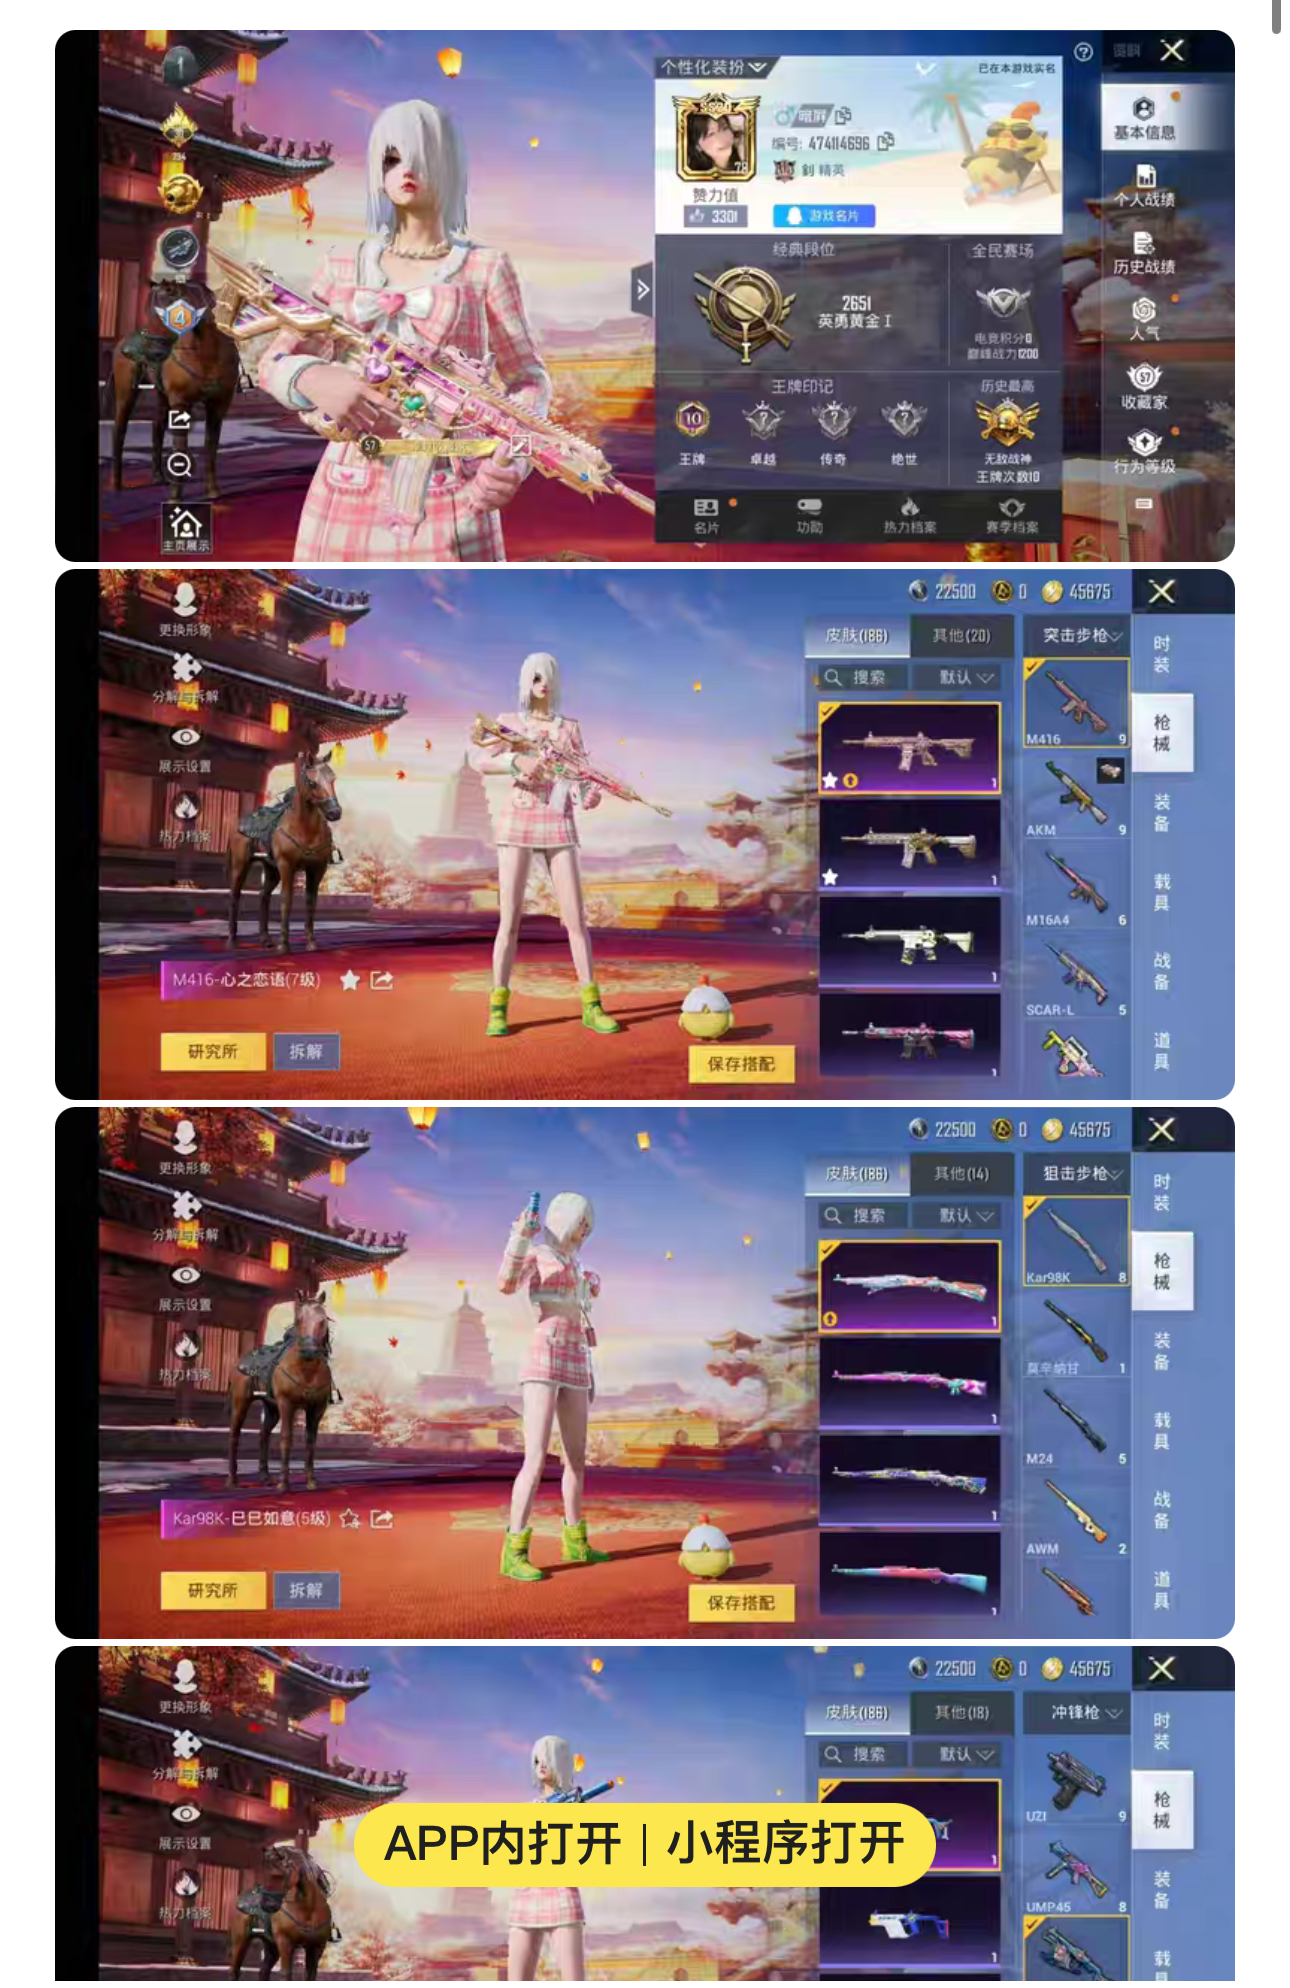 个性化装扮
已在本游戏实名
编号: 474114696
精英
赞力值
3301
游戏名片
78
经典段位
全民赛场
2651
英勇黄金 I
电竞积分0
巅峰战力1200
王牌印记
历史最高
10
王牌
卓越
传奇
绝世
无敌战神
王牌次数10
名片
功勋
热力档案
赛季档案
基本信息
个人战绩
历史战绩
人气
57
收藏家
行为等级
主页展示
更换形象
分解与拆解
展示设置
热力档案
22500
0
45675
皮肤(186)
其他(20)
突击步枪
搜索
默认
M416
9
AKM
9
M16A4
6
SCAR-L
5
1
1
1
1
时装
枪械
装备
载具
战备
道具
M416-心之恋语(7级)
研究所
拆解
保存搭配
更换形象
分解与拆解
展示设置
热力档案
22500
0
45675
皮肤(186)
其他(14)
狙击步枪
搜索
默认
Kar98K
8
莫辛纳甘
1
M24
5
AWM
2
1
1
1
1
时装
枪械
装备
载具
战备
道具
Kar98K-巳巳如意(5级)
研究所
拆解
保存搭配
更换形象
分解与拆解
展示设置
热力档案
22500
0
45675
皮肤(186)
其他(18)
冲锋枪
搜索
默认
UZI
9
UMP45
8
1
1
时装
枪械
装备
载具
APP内打开 | 小程序打开